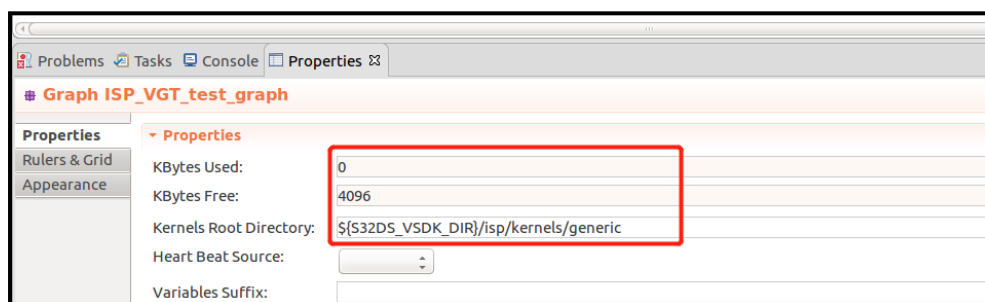 Problems Tasks Console Properties
Graph ISP_VGT_test_graph
Properties Properties
Rulers & Grid
Appearance
KBytes Used: 0
KBytes Free: 4096
Kernels Root Directory: ${S32DS_VSDK_DIR}/isp/kernels/generic
Heart Beat Source:
Variables Suffix: